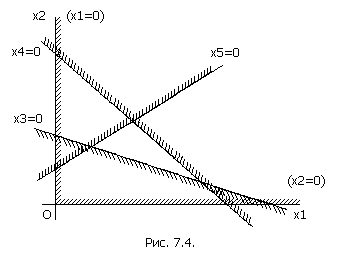 x2 (x1=0)
x4=0 x5=0
x3=0
(x2=0)
O x1
Рис. 7.4.